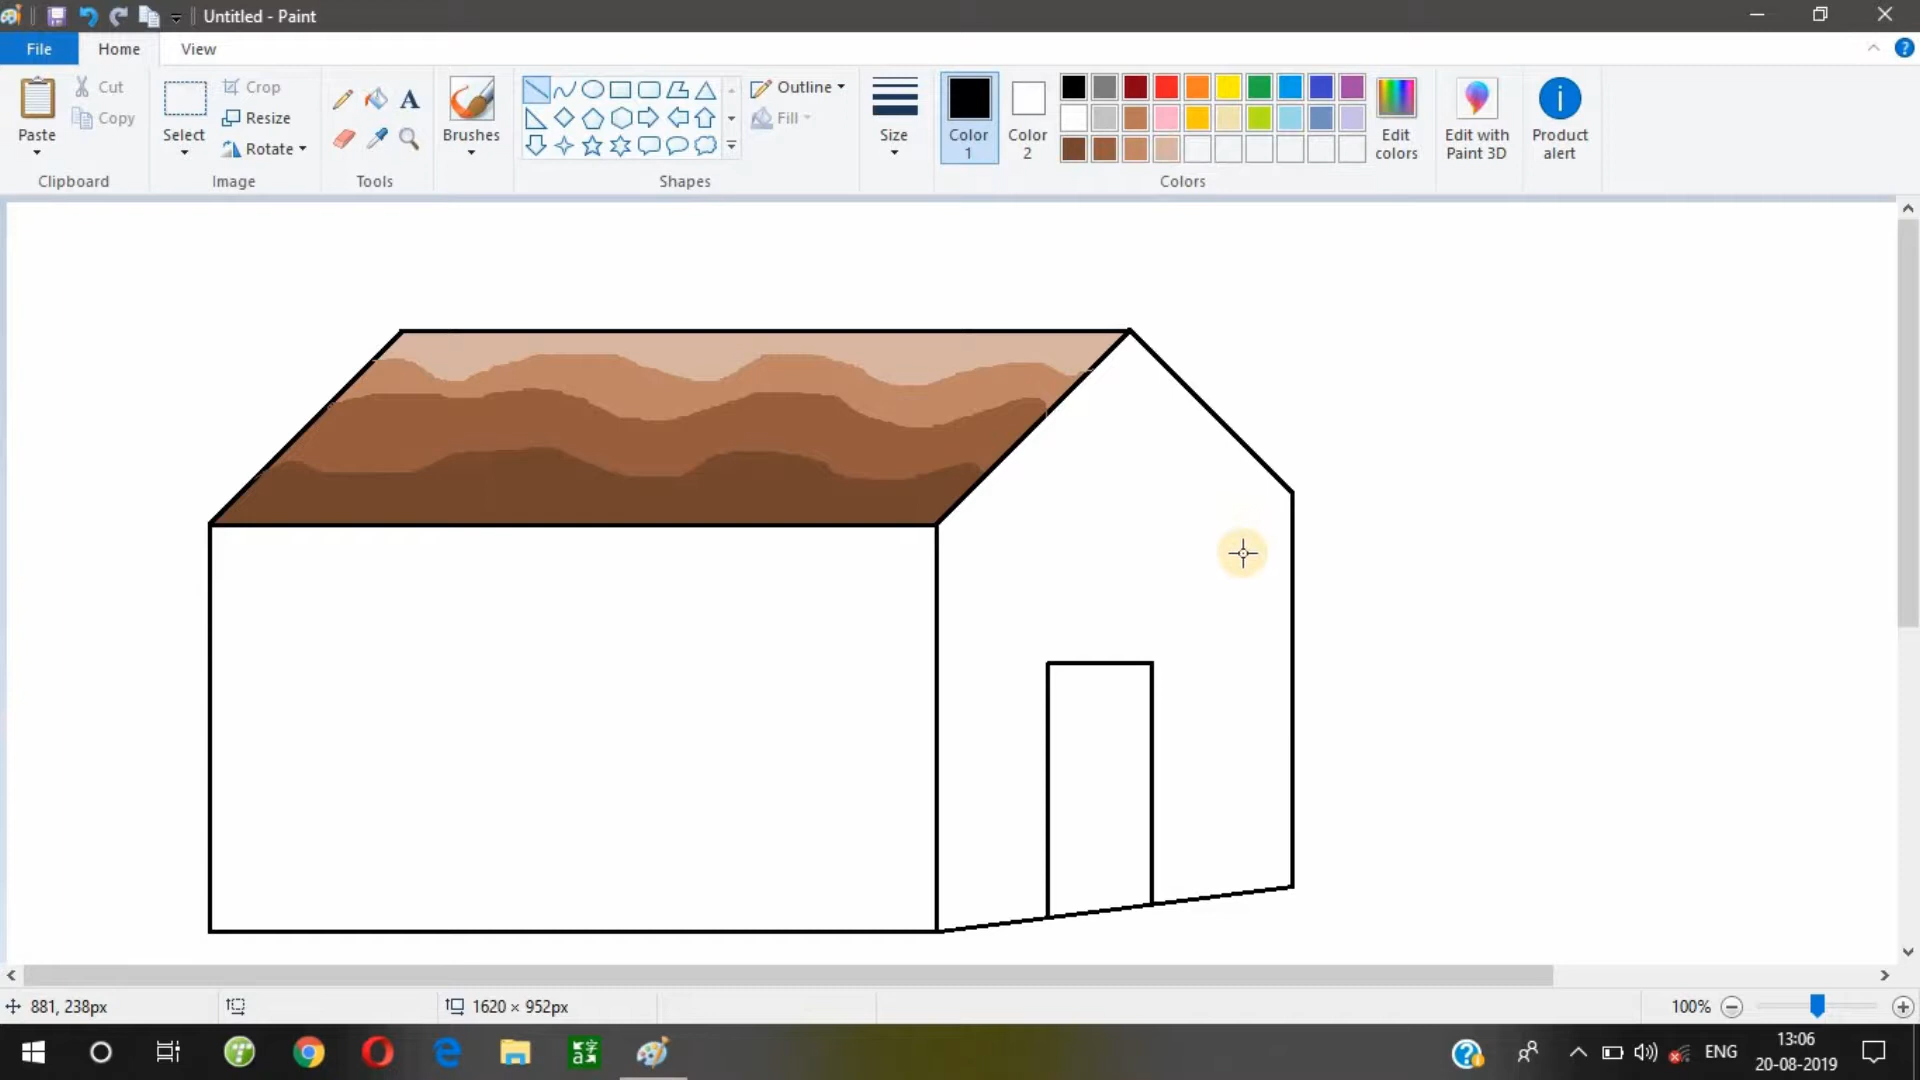 Untitled - Paint
File Home View
Paste Cut Copy
Clipboard
Select Crop Resize Rotate
Image
A
Tools
Brushes
Outline Fill
Shapes
Size
Color 1
Color 2
Edit colors
Colors
Edit with Paint 3D
Product alert
881, 238px
1620 × 952px
100%
ENG
13:06
20-08-2019